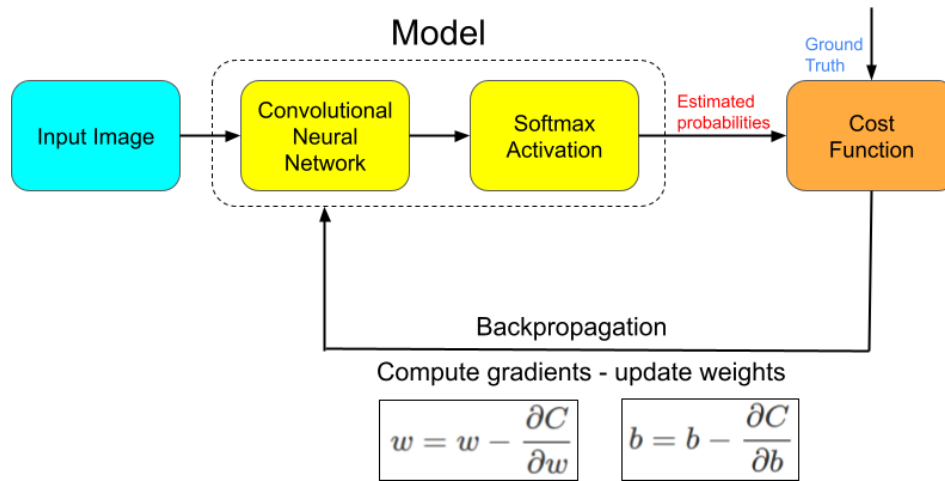 Model
Ground
Truth
Input Image
Convolutional
Neural
Network
Softmax
Activation
Estimated
probabilities
Cost
Function
Backpropagation
Compute gradients - update weights
w = w − ∂C/∂w
b = b − ∂C/∂b